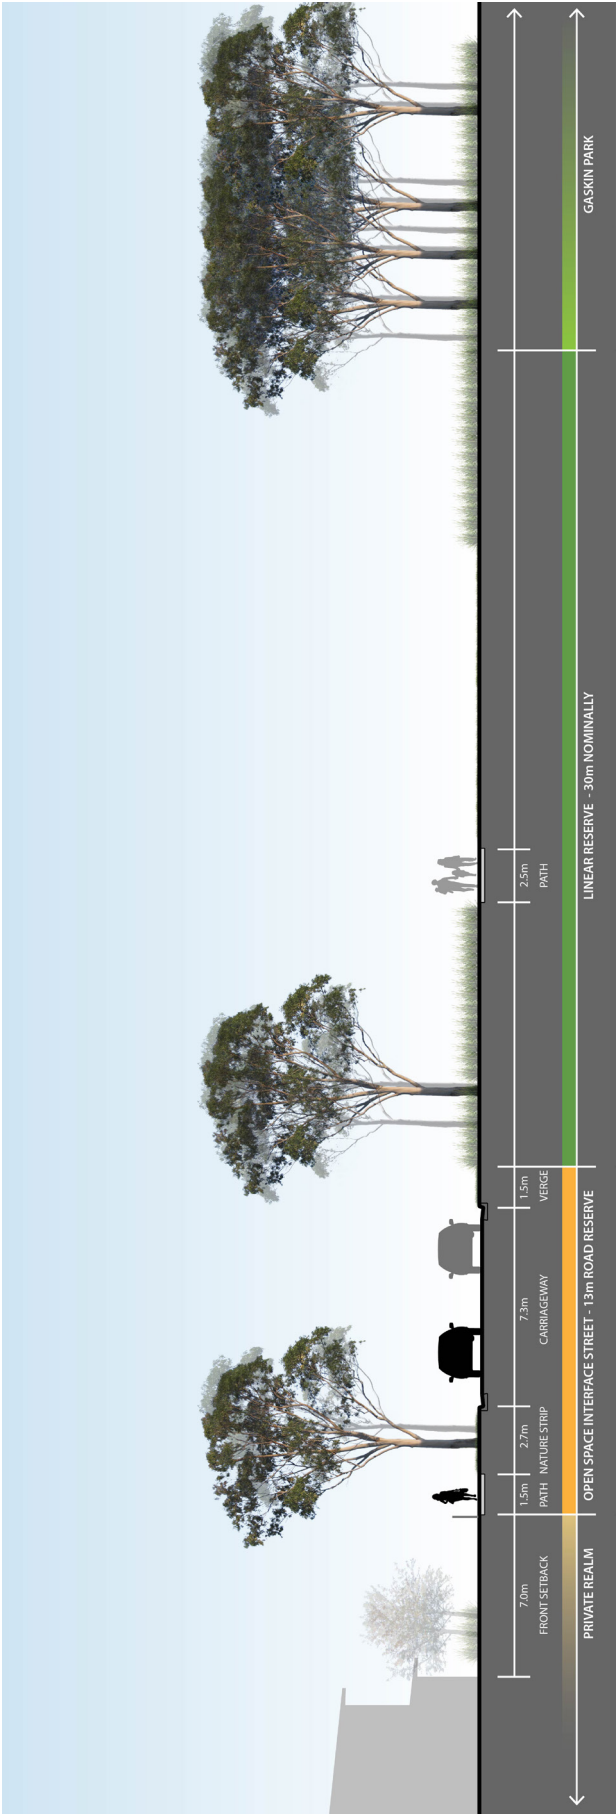 7.0m
1.5m
2.7m
7.3m
1.5m
2.5m
FRONT SETBACK
PATH
NATURE STRIP
CARRIAGEWAY
VERGE
PATH
PRIVATE REALM
OPEN SPACE INTERFACE STREET - 13m ROAD RESERVE
LINEAR RESERVE - 30m NOMINALLY
GASKIN PARK